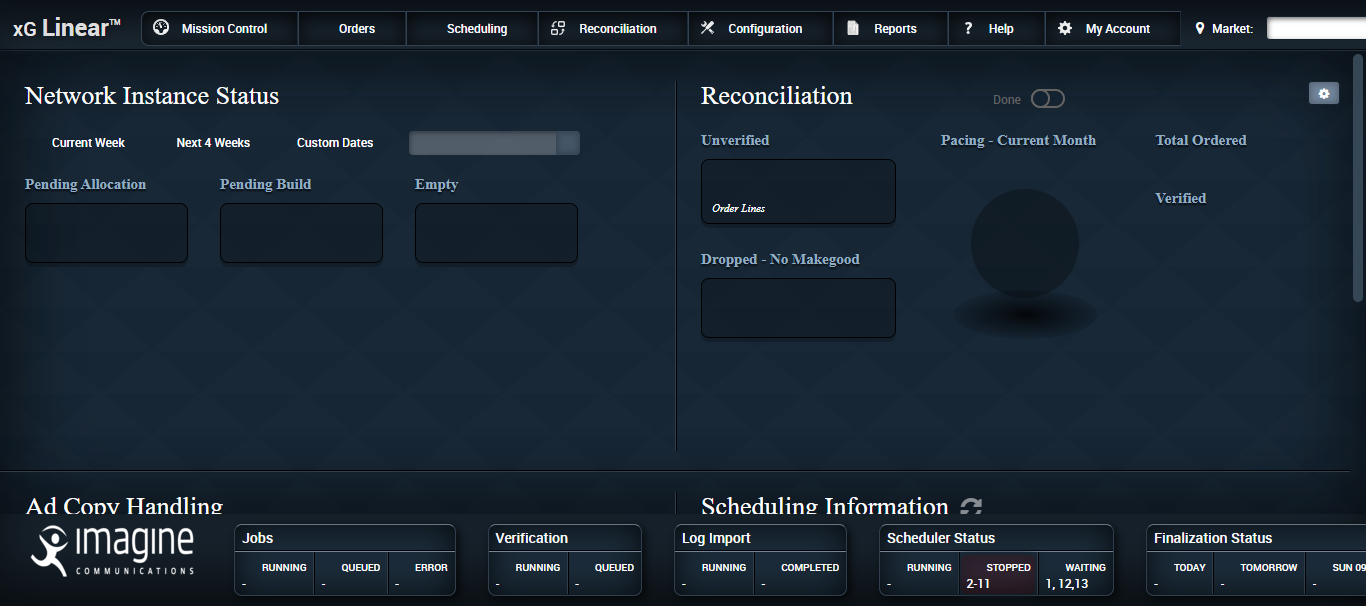 xG Linear™
Mission Control
Orders
Scheduling
Reconciliation
Configuration
Reports
? Help
My Account
Market:
Network Instance Status
Current Week
Next 4 Weeks
Custom Dates
Pending Allocation
Pending Build
Empty
Reconciliation
Done
Unverified
Order Lines
Dropped - No Makegood
Pacing - Current Month
Total Ordered
Verified
Ad Copy Handling
Scheduling Information
imagine
COMMUNICATIONS
Jobs
RUNNING QUEUED ERROR
- - -
Verification
RUNNING QUEUED
- -
Log Import
RUNNING COMPLETED
- -
Scheduler Status
RUNNING STOPPED WAITING
- 2-11 1, 12,13
Finalization Status
TODAY TOMORROW SUN 09
- - -